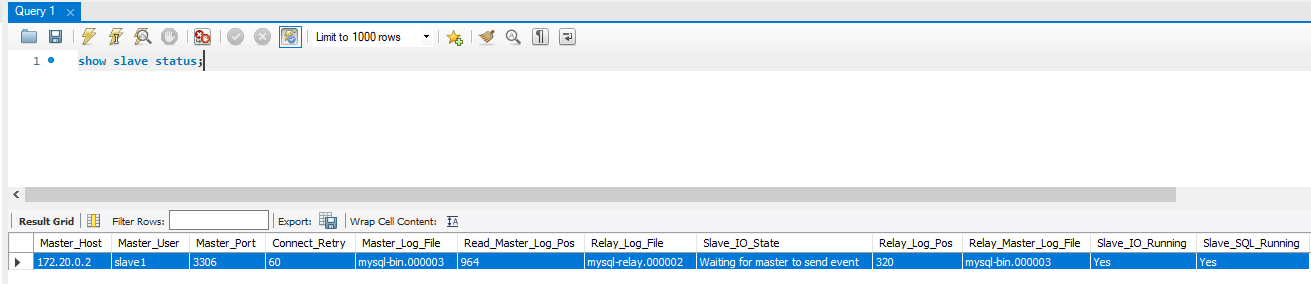 Query 1
Limit to 1000 rows
1 show slave status;
Result Grid Filter Rows: Export: Wrap Cell Content:
Master_Host Master_User Master_Port Connect_Retry Master_Log_File Read_Master_Log_Pos Relay_Log_File Slave_IO_State Relay_Log_Pos Relay_Master_Log_File Slave_IO_Running Slave_SQL_Running
172.20.0.2 slave1 3306 60 mysql-bin.000003 964 mysql-relay.000002 Waiting for master to send event 320 mysql-bin.000003 Yes Yes